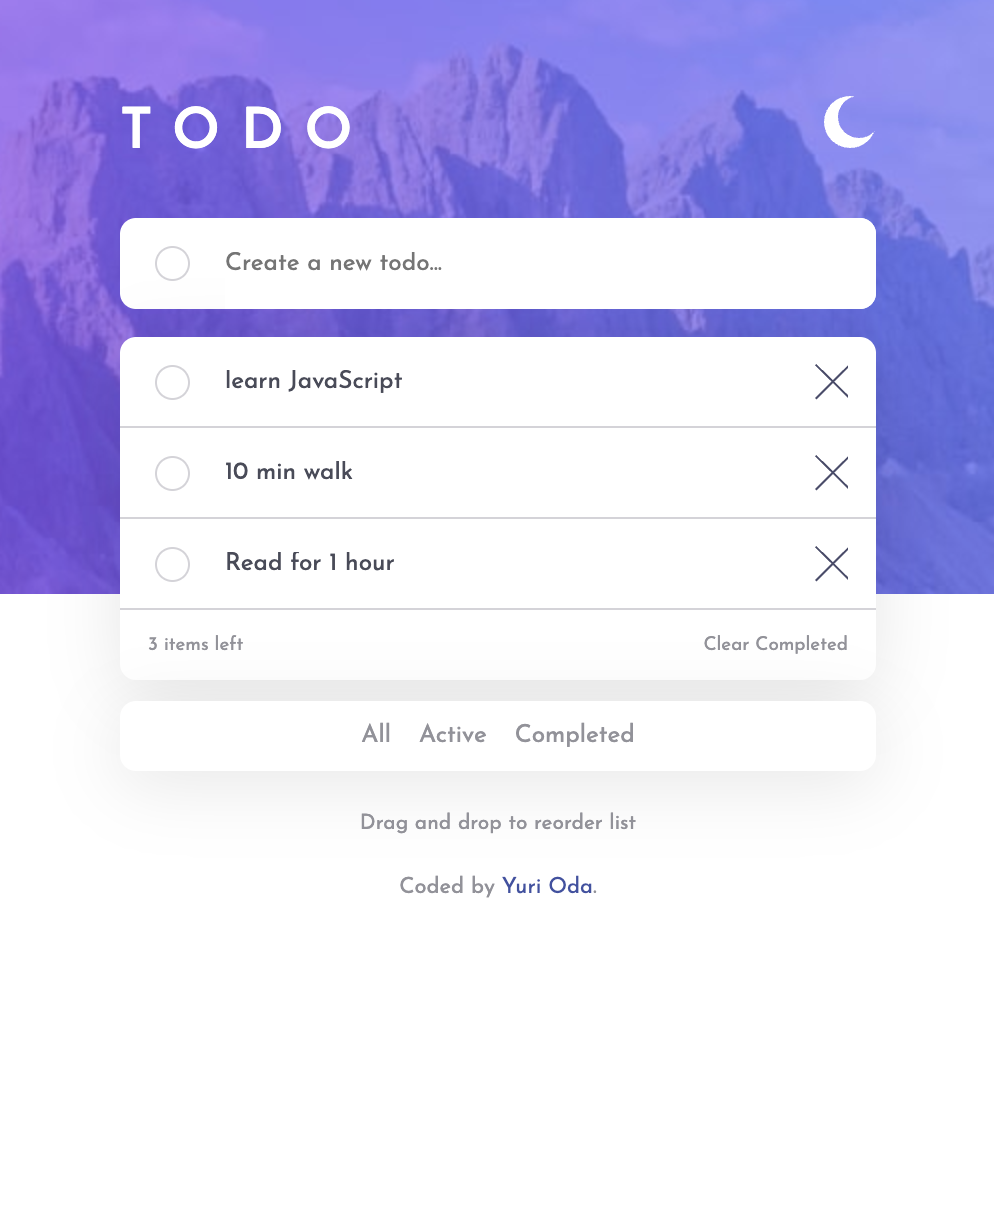 TODO
Create a new todo...
learn JavaScript
10 min walk
Read for 1 hour
3 items left Clear Completed
All Active Completed
Drag and drop to reorder list
Coded by Yuri Oda.